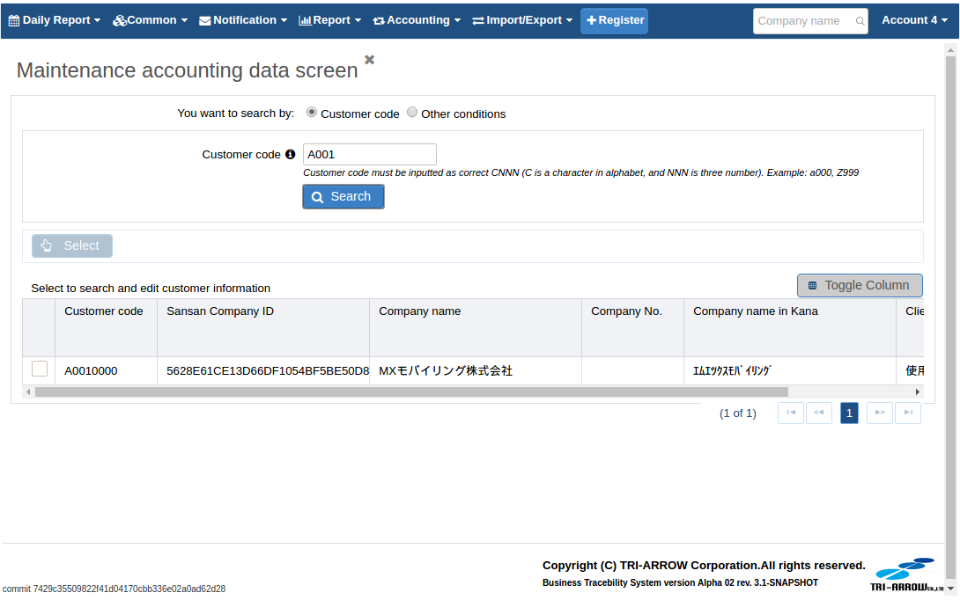 Daily Report Common Notification Report Accounting Import/Export Register Company name Account 4
Maintenance accounting data screen
You want to search by: Customer code Other conditions
Customer code A001
Customer code must be inputted as correct CNNN (C is a character in alphabet, and NNN is three number). Example: a000, Z999
Search
Select
Toggle Column
Select to search and edit customer information
Customer code Sansan Company ID Company name Company No. Company name in Kana Clie
A0010000 5628E61CE13D66DF1054BF5BE50D8 MXモバイリング株式会社 ｴﾑｴｯｸｽﾓﾊﾞｲﾘﾝｸﾞ 使用
(1 of 1) 1
Copyright (C) TRI-ARROW Corporation.All rights reserved.
Business Tracebility System version Alpha 02 rev. 3.1-SNAPSHOT
TRI-ARROW CO.,LTD
commit 7429c35509822f41d04170cbb336e02a0ad62d28